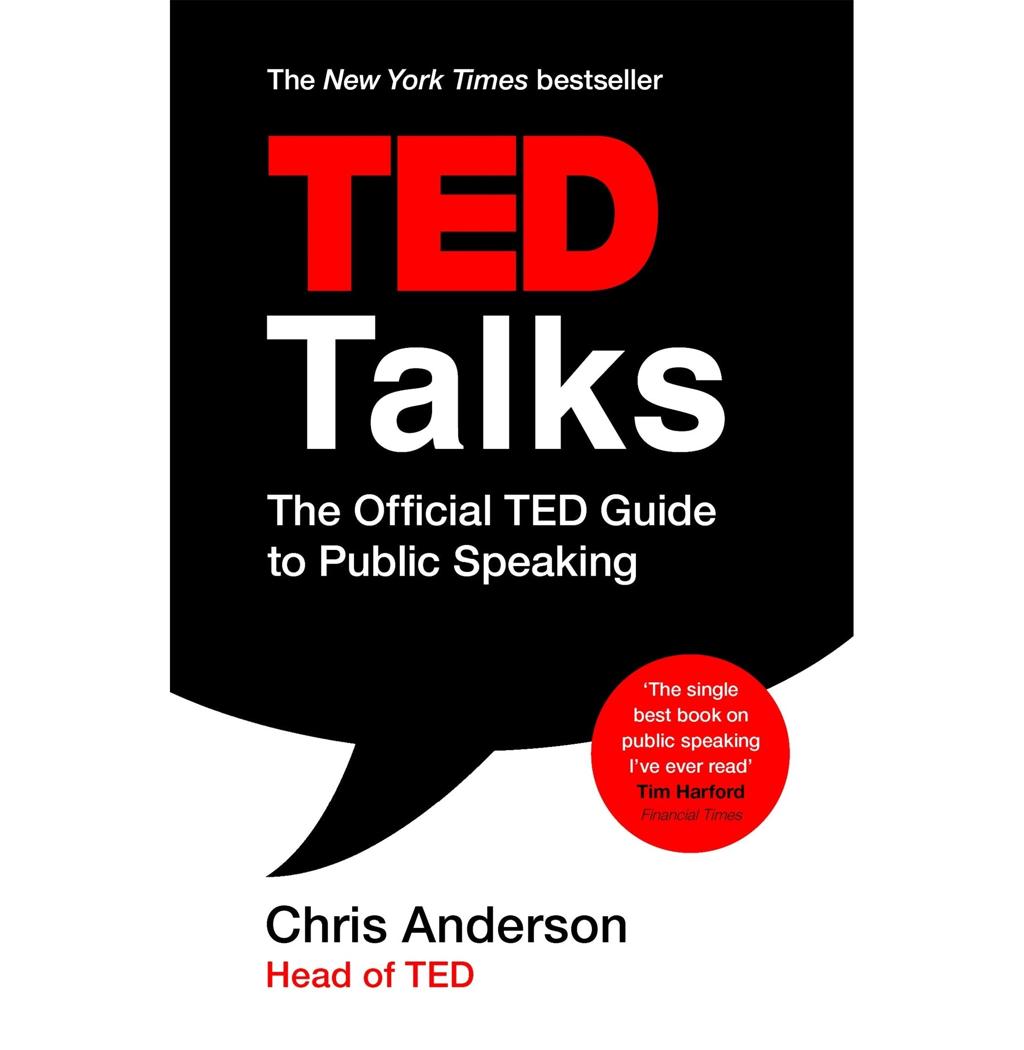 The New York Times bestseller
TED
Talks
The Official TED Guide
to Public Speaking
‘The single
best book on
public speaking
I’ve ever read’
Tim Harford
Financial Times
Chris Anderson
Head of TED